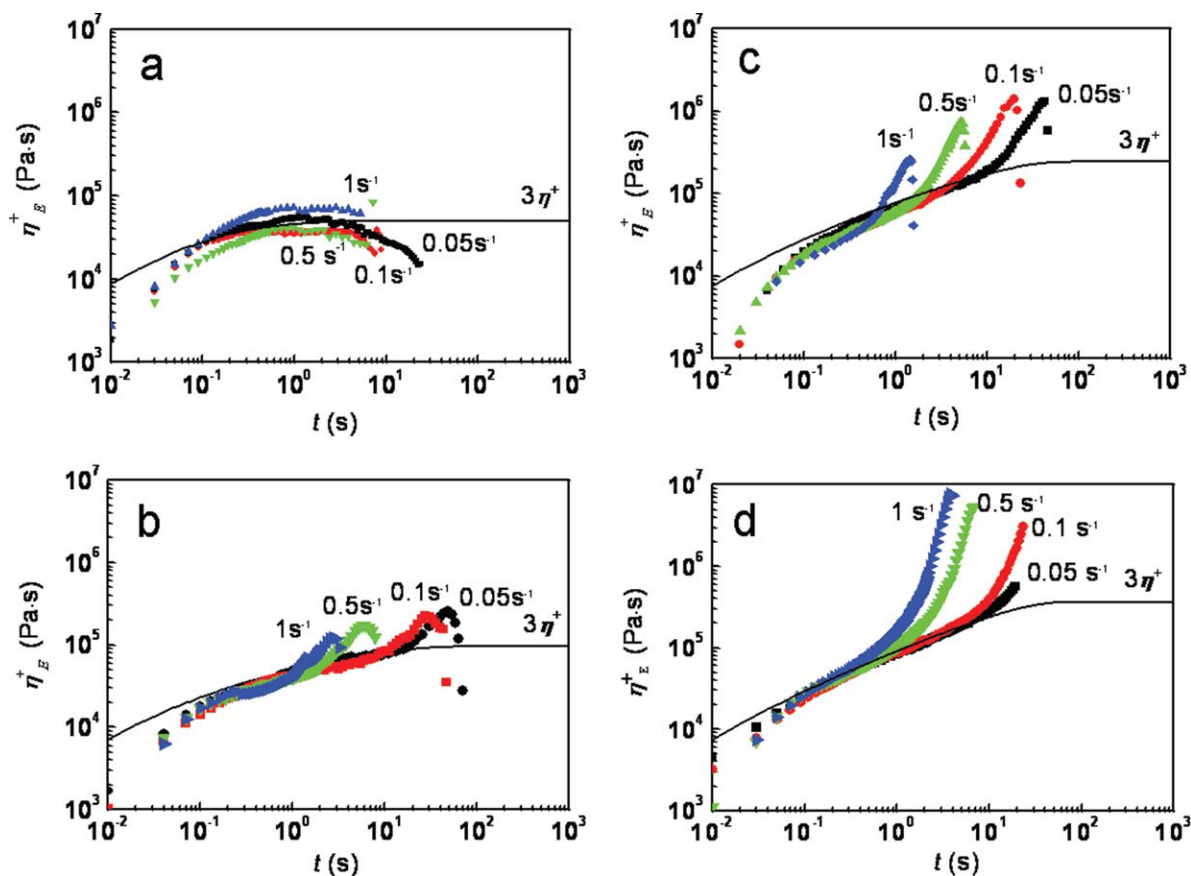 a
η⁺_E (Pa·s)
10⁷
10⁶
10⁵
10⁴
10³
1s⁻¹
0.5 s⁻¹
0.1s⁻¹
0.05s⁻¹
3η⁺
10⁻² 10⁻¹ 10⁰ 10¹ 10² 10³
t (s)
c
η⁺_E (Pa·s)
10⁷
10⁶
10⁵
10⁴
10³
1s⁻¹
0.5s⁻¹
0.1s⁻¹
0.05s⁻¹
3η⁺
10⁻² 10⁻¹ 10⁰ 10¹ 10² 10³
t (s)
b
η⁺_E (Pa·s)
10⁷
10⁶
10⁵
10⁴
10³
1s⁻¹
0.5s⁻¹
0.1s⁻¹
0.05s⁻¹
3η⁺
10⁻² 10⁻¹ 10⁰ 10¹ 10² 10³
t (s)
d
η⁺_E (Pa·s)
10⁷
10⁶
10⁵
10⁴
10³
1 s⁻¹
0.5 s⁻¹
0.1 s⁻¹
0.05 s⁻¹
3η⁺
10⁻² 10⁻¹ 10⁰ 10¹ 10² 10³
t (s)